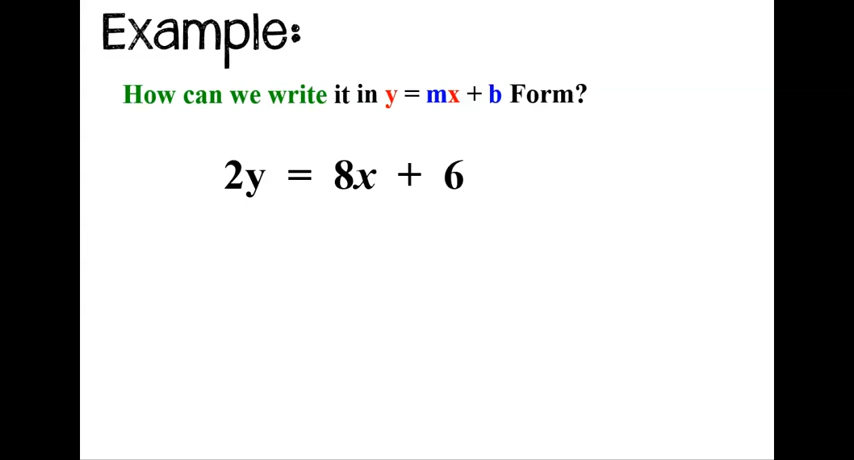 Example:
How can we write it in y = mx + b Form?
2y = 8x + 6